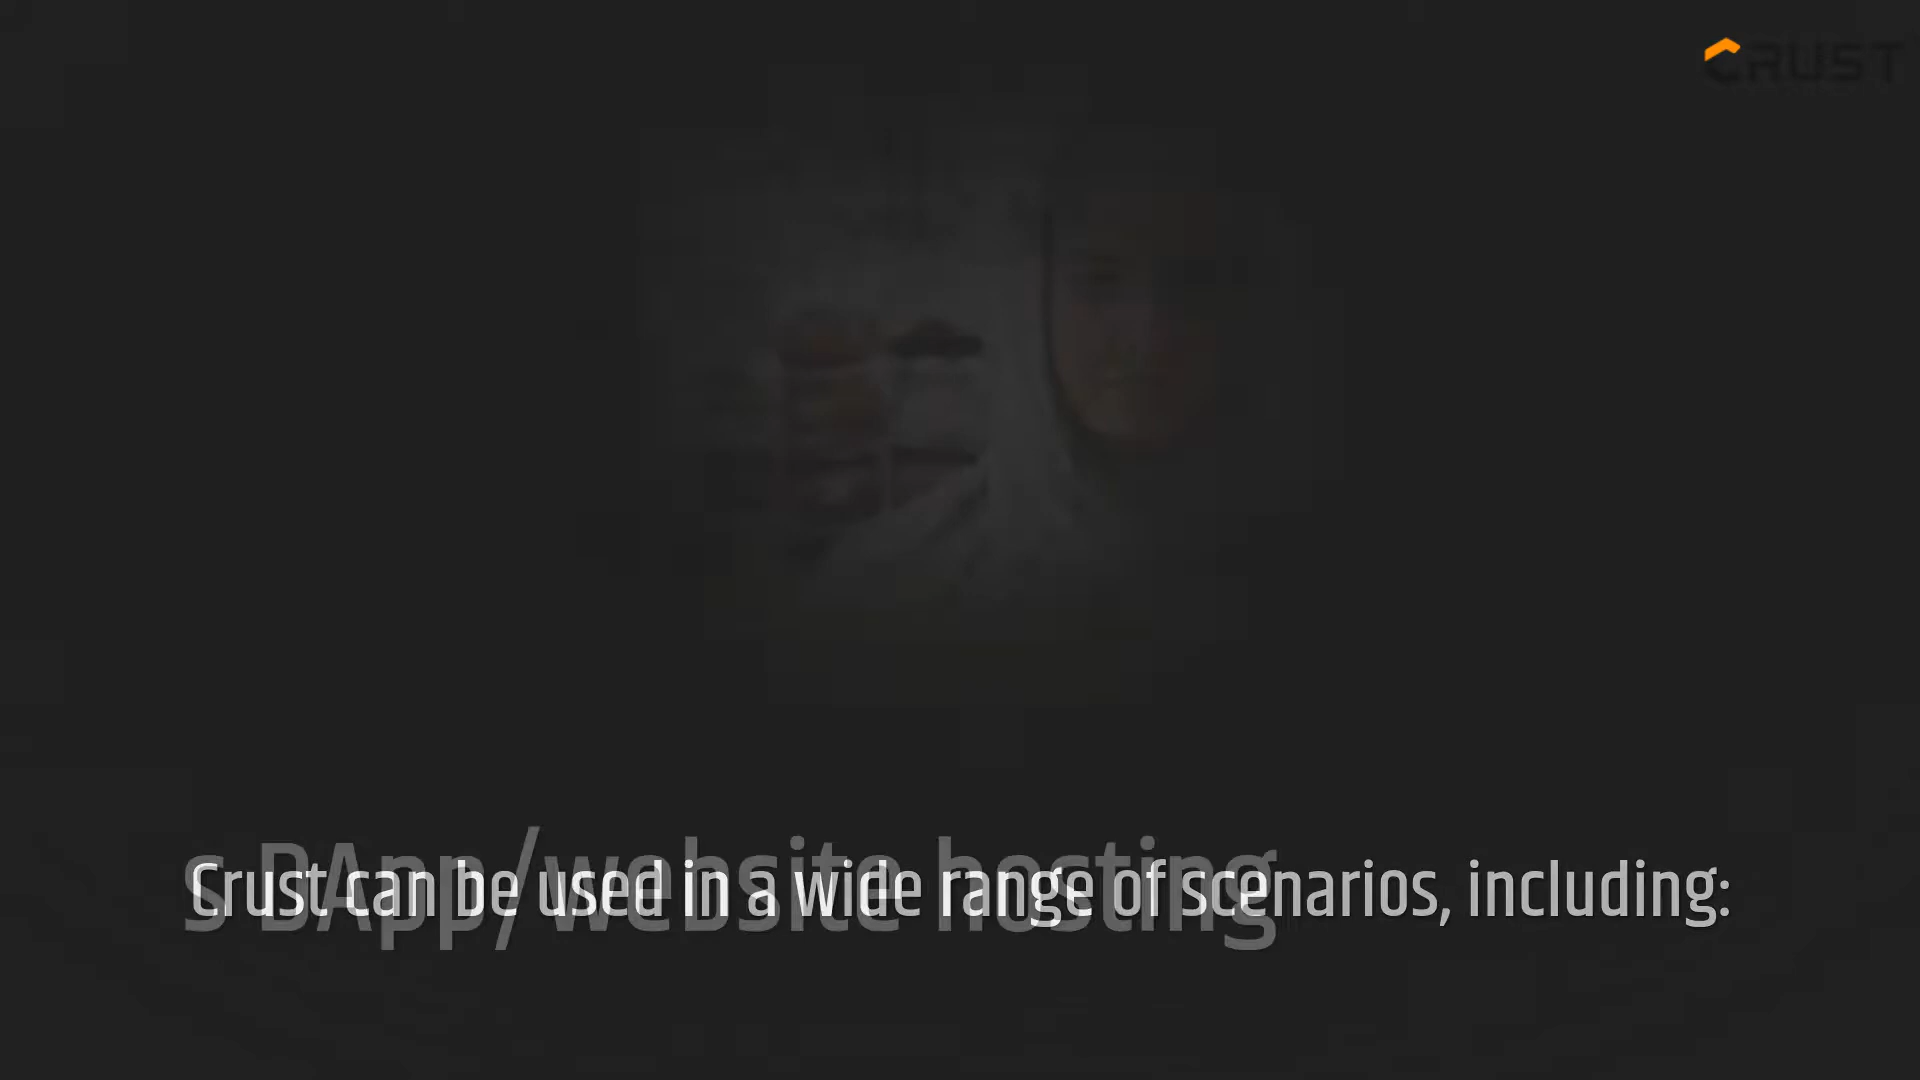 CRUST
s DApp/website hosting
Crust can be used in a wide range of scenarios, including: